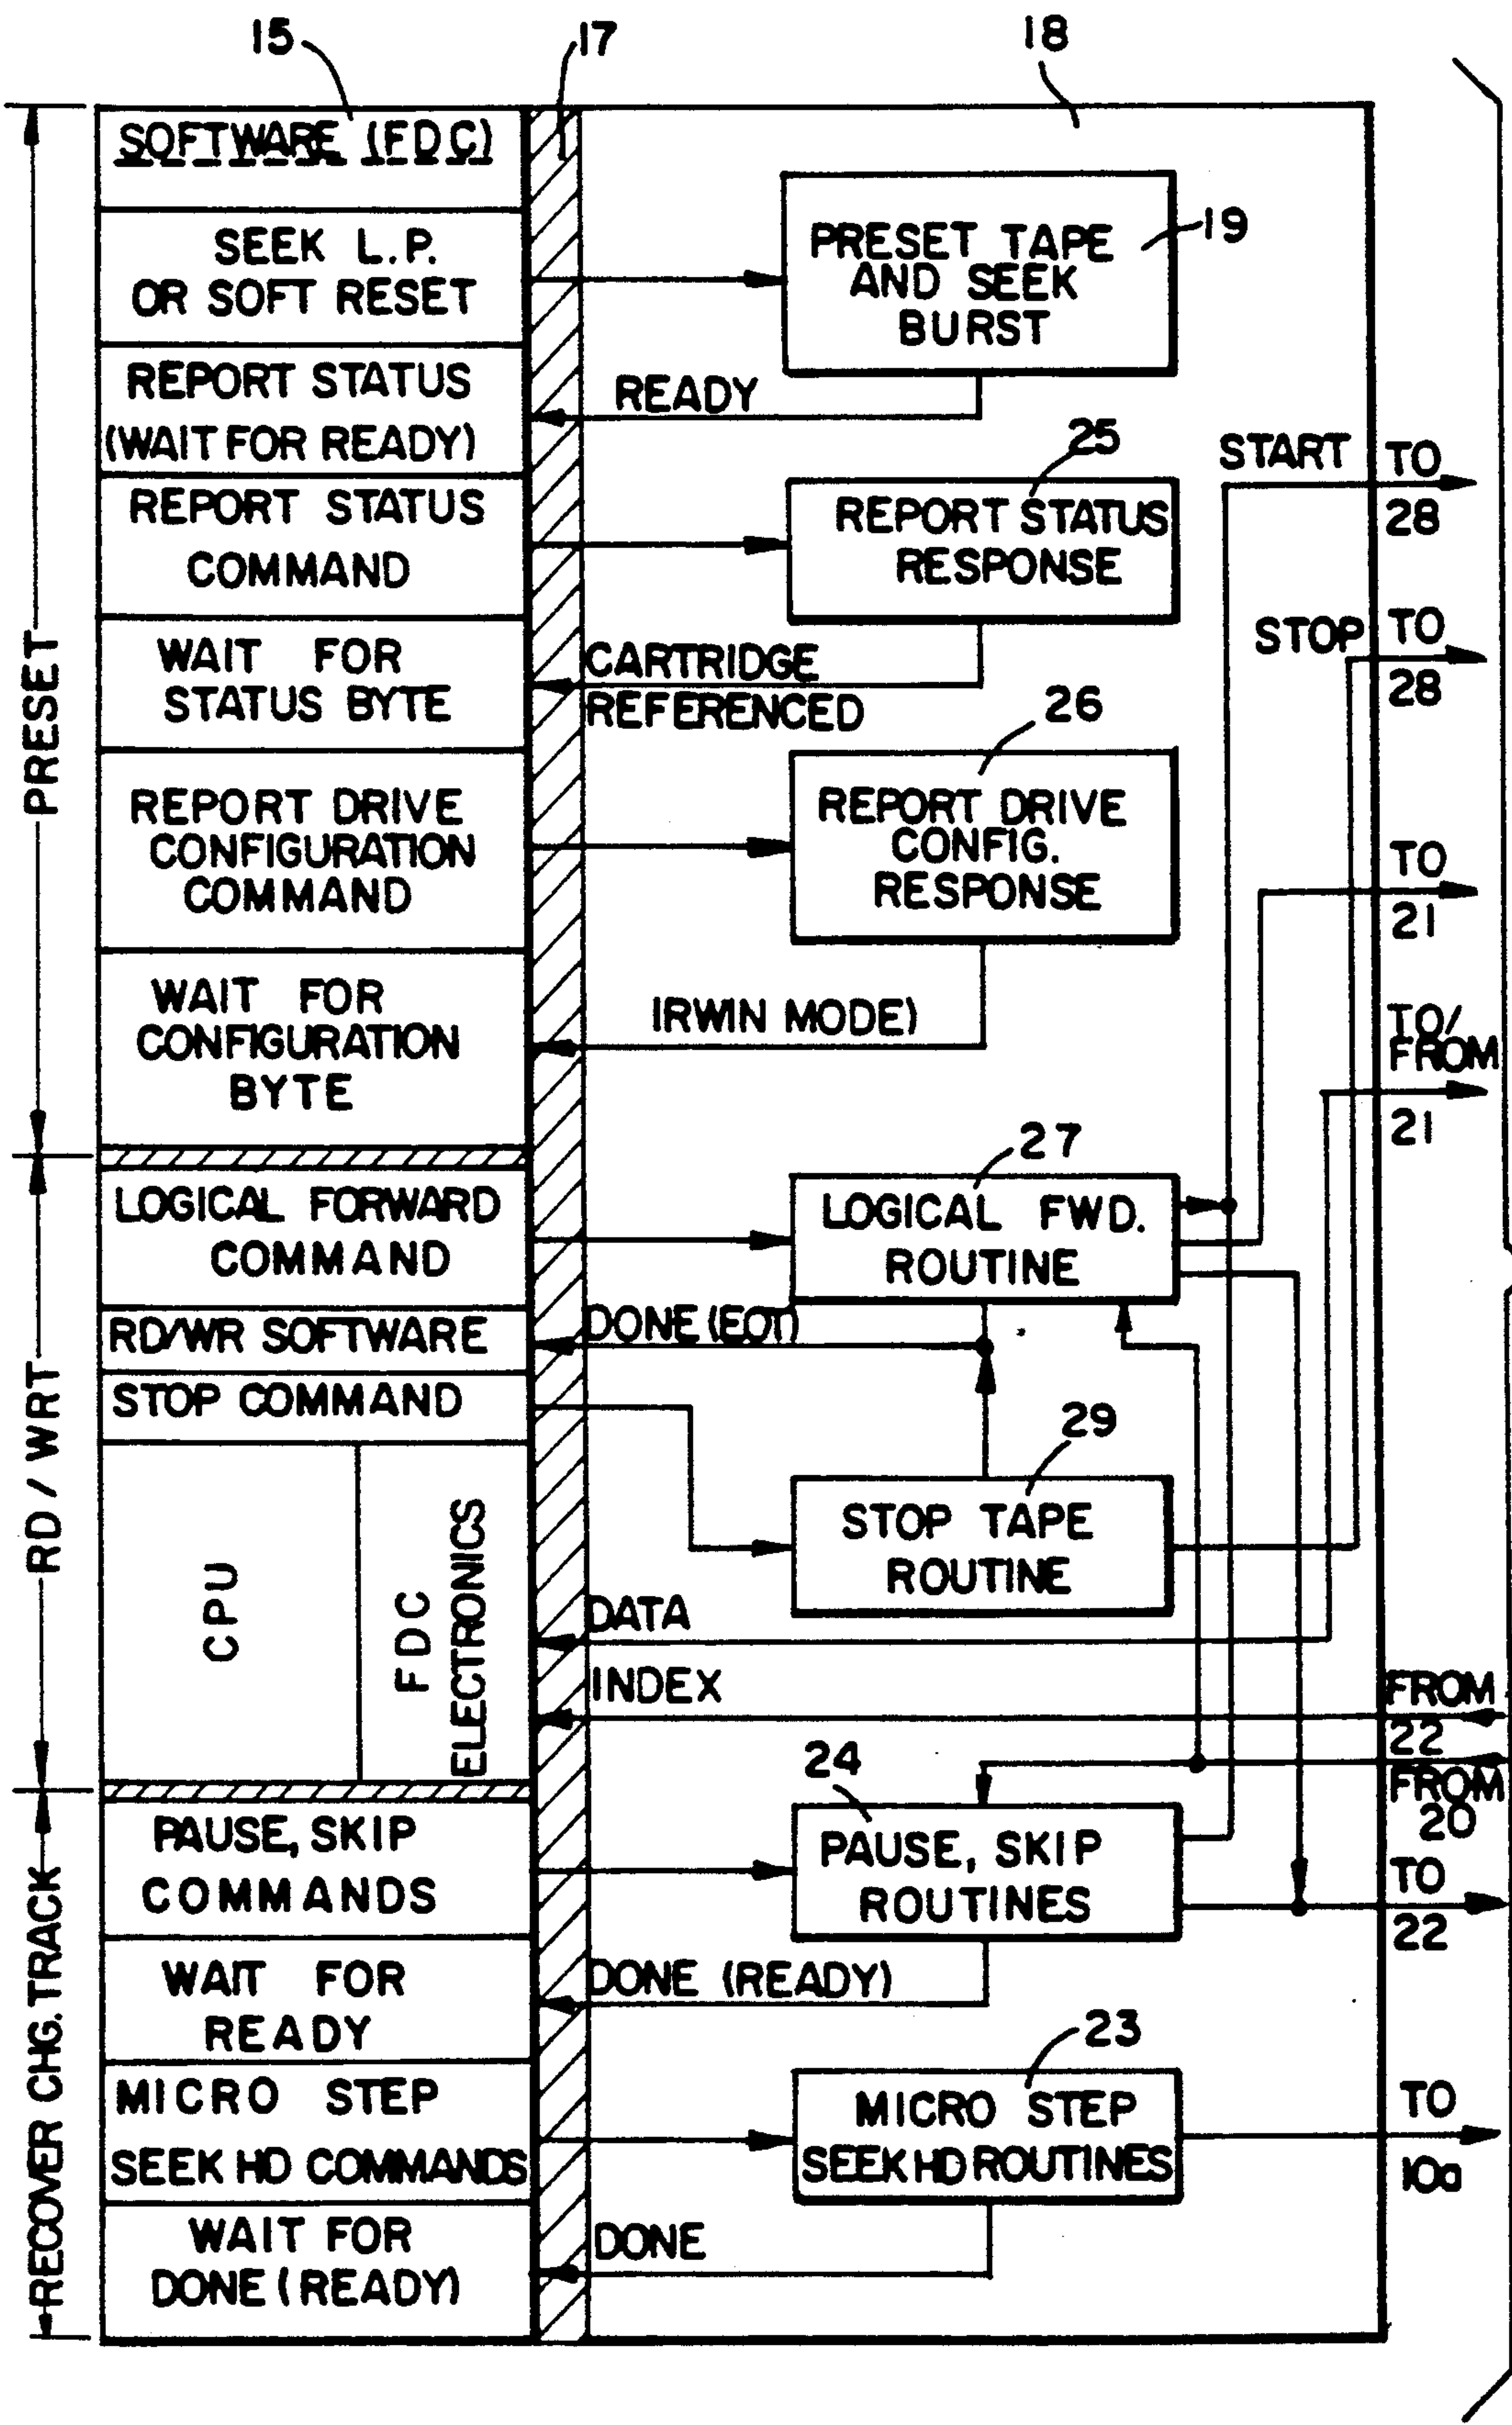 15
17
18
SOFTWARE (FDC)
SEEK L.P.
OR SOFT RESET
PRESET TAPE
AND SEEK
BURST
19
REPORT STATUS
(WAIT FOR READY)
READY
25
START
TO
28
REPORT STATUS
COMMAND
REPORT STATUS
RESPONSE
STOP
TO
28
WAIT FOR
STATUS BYTE
CARTRIDGE
REFERENCED
26
PRESET
REPORT DRIVE
CONFIGURATION
COMMAND
REPORT DRIVE
CONFIG.
RESPONSE
TO
21
WAIT FOR
CONFIGURATION
BYTE
IRWIN MODE)
TO/
FROM
21
27
LOGICAL FORWARD
COMMAND
LOGICAL FWD.
ROUTINE
RD/WR SOFTWARE
DONE (EOT)
STOP COMMAND
29
RD / WRT
CPU
FDC
ELECTRONICS
STOP TAPE
ROUTINE
DATA
INDEX
FROM
22
FROM
20
24
PAUSE, SKIP
COMMANDS
PAUSE, SKIP
ROUTINES
TO
22
WAIT FOR
READY
DONE (READY)
23
RECOVER CHG. TRACK
MICRO STEP
SEEK HD COMMANDS
MICRO STEP
SEEK HD ROUTINES
TO
10a
WAIT FOR
DONE (READY)
DONE